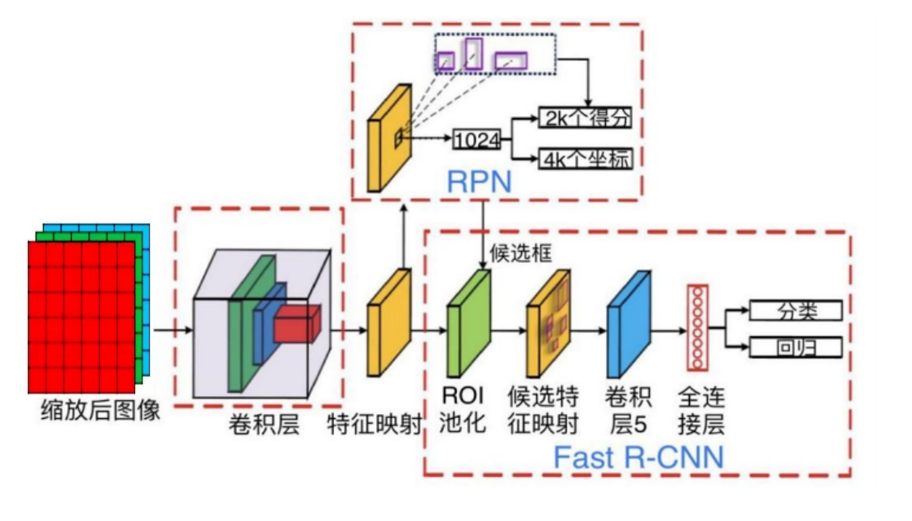 2k个得分
1024
4k个坐标
RPN
候选框
分类
回归
缩放后图像
卷积层
特征映射
ROI
池化
候选特
征映射
卷积
层5
全连
接层
Fast R-CNN